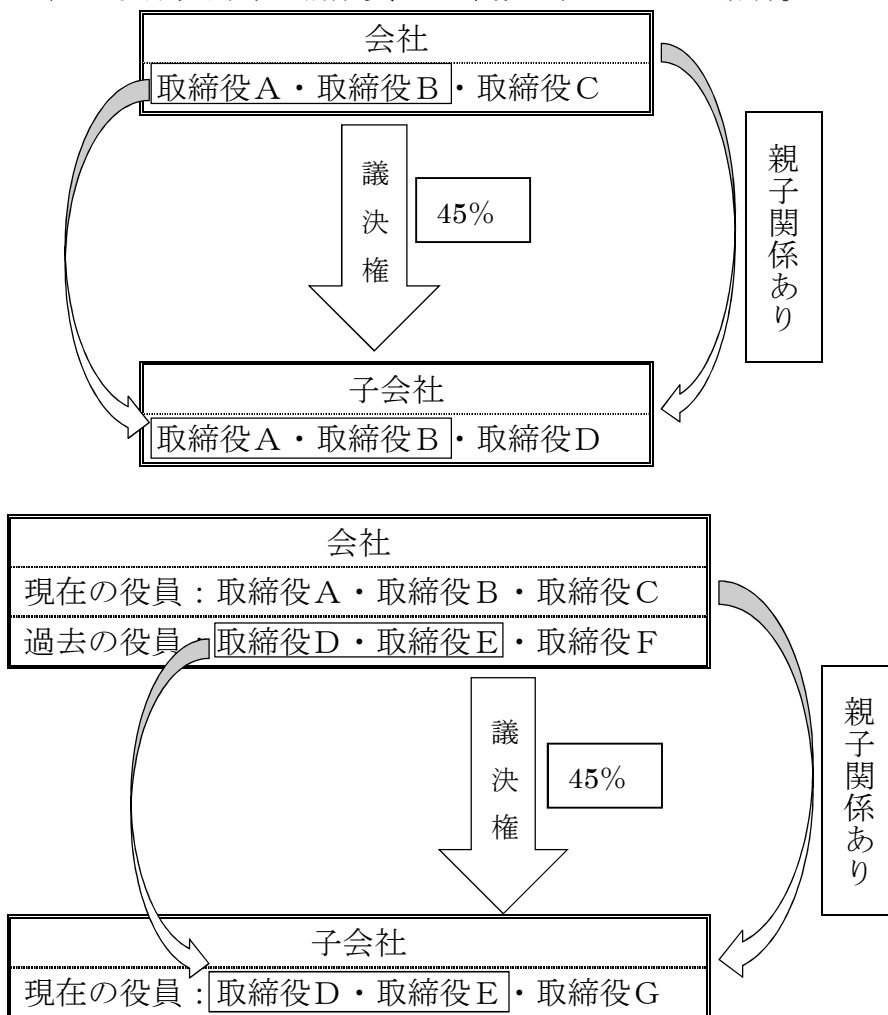 会社
取締役A・取締役B・取締役C
議決権
45%
親子関係あり
子会社
取締役A・取締役B・取締役D
会社
現在の役員：取締役A・取締役B・取締役C
過去の役員：取締役D・取締役E・取締役F
議決権
45%
親子関係あり
子会社
現在の役員：取締役D・取締役E・取締役G